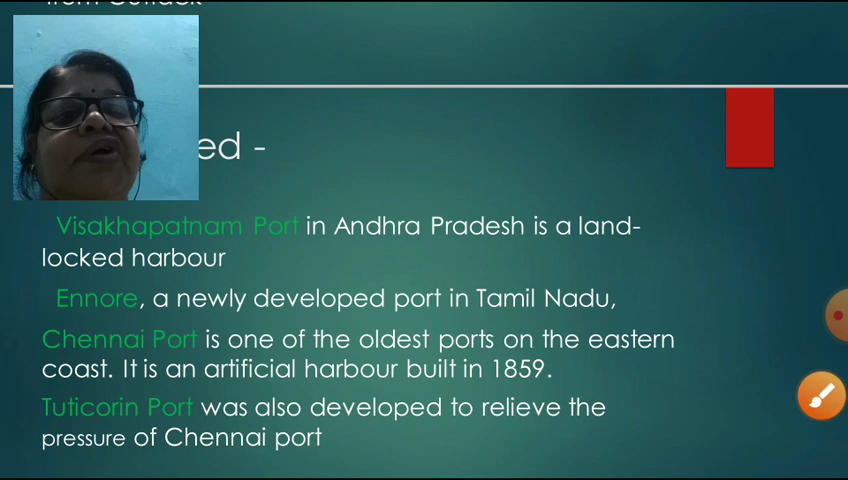 from Cuttack
ed -
Visakhapatnam Port in Andhra Pradesh is a land-
locked harbour
Ennore, a newly developed port in Tamil Nadu,
Chennai Port is one of the oldest ports on the eastern
coast. It is an artificial harbour built in 1859.
Tuticorin Port was also developed to relieve the
pressure of Chennai port